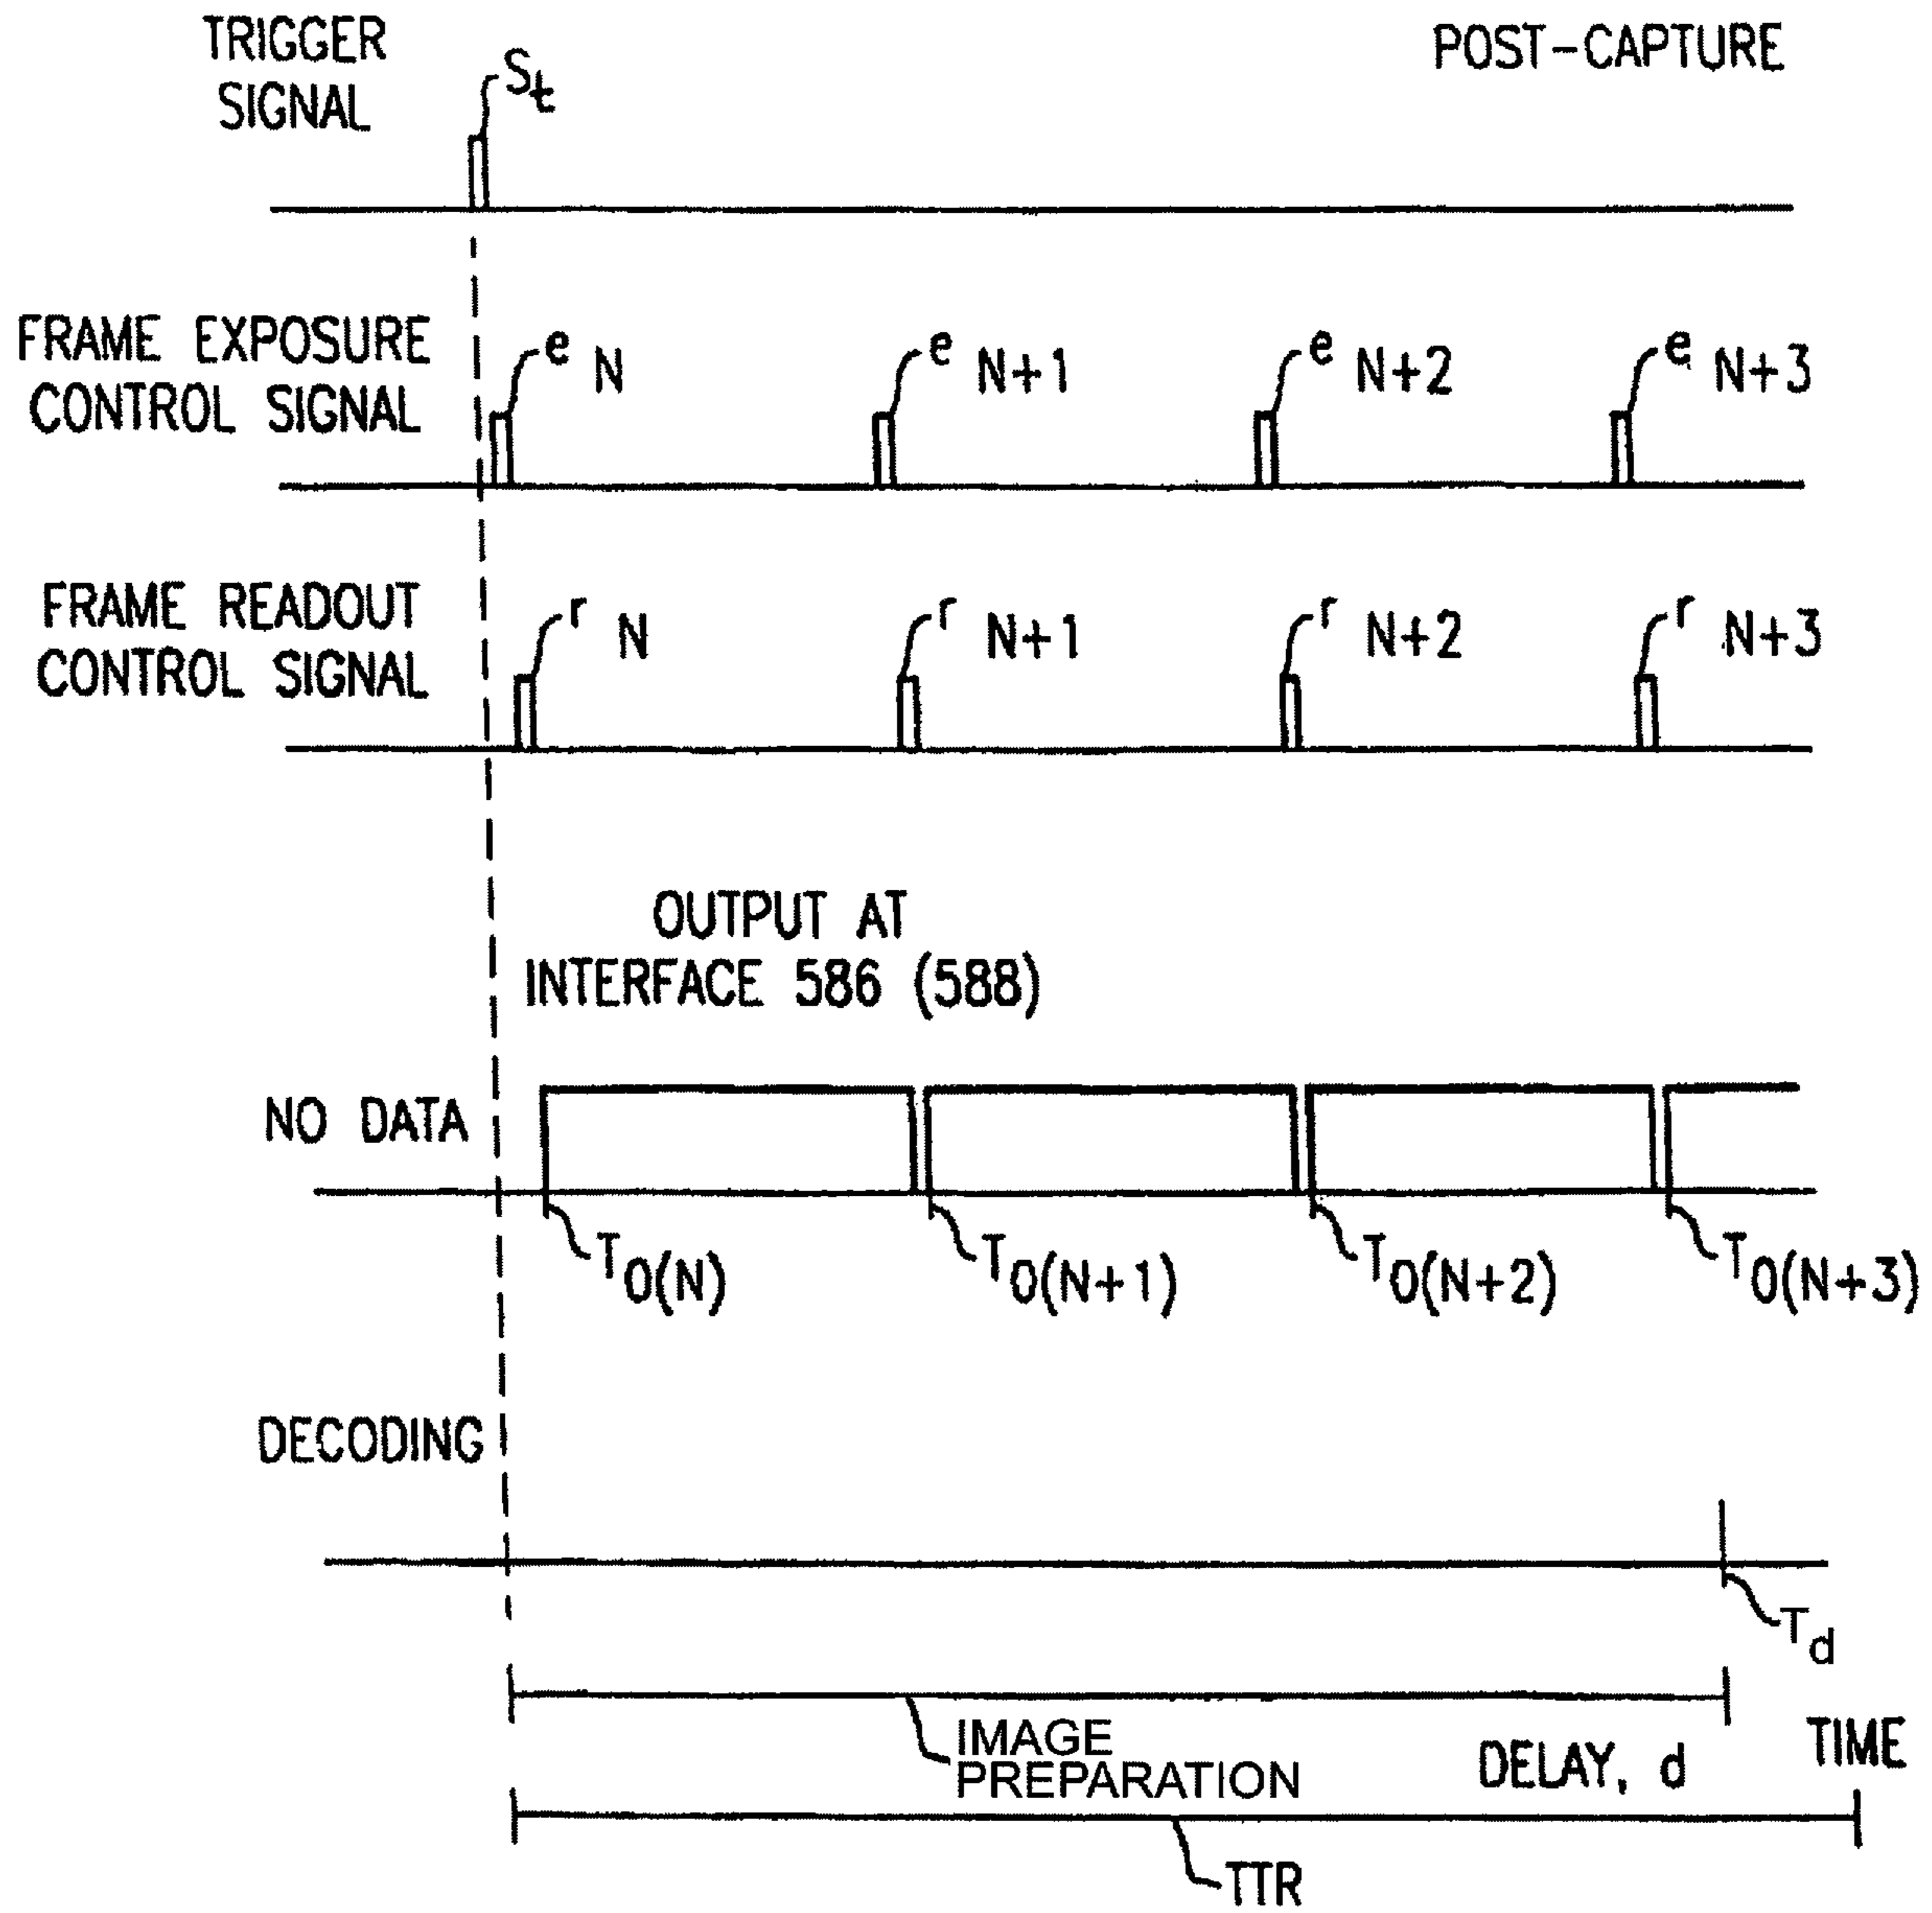 TRIGGER
SIGNAL
St
POST-CAPTURE
FRAME EXPOSURE
CONTROL SIGNAL
e N
e N+1
e N+2
e N+3
FRAME READOUT
CONTROL SIGNAL
r N
r N+1
r N+2
r N+3
OUTPUT AT
INTERFACE 586 (588)
NO DATA
T0(N)
T0(N+1)
T0(N+2)
T0(N+3)
DECODING
Td
IMAGE
PREPARATION
DELAY, d
TIME
TTR